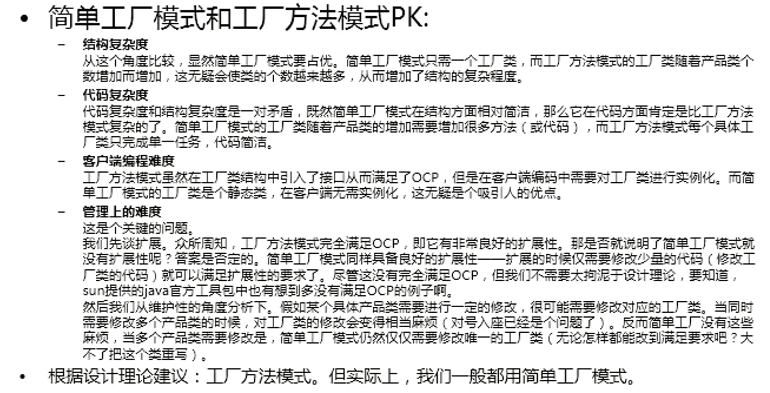 • 简单工厂模式和工厂方法模式PK:
– 结构复杂度
从这个角度比较，显然简单工厂模式要占优。简单工厂模式只需一个工厂类，而工厂方法模式的工厂类随着产品类个
数增加而增加，这无疑会使类的个数越来越多，从而增加了结构的复杂程度。
– 代码复杂度
代码复杂度和结构复杂度是一对矛盾，既然简单工厂模式在结构方面相对简洁，那么它在代码方面肯定是比工厂方法
模式复杂的了。简单工厂模式的工厂类随着产品类的增加需要增加很多方法（或代码），而工厂方法模式每个具体工
厂类只完成单一任务，代码简洁。
– 客户端编程难度
工厂方法模式虽然在工厂类结构中引入了接口从而满足了OCP，但是在客户端编码中需要对工厂类进行实例化。而简
单工厂模式的工厂类是个静态类，在客户端无需实例化，这无疑是个吸引人的优点。
– 管理上的难度
这是个关键的问题。
我们先谈扩展。众所周知，工厂方法模式完全满足OCP，即它有非常良好的扩展性。那是否就说明了简单工厂模式就
没有扩展性呢？答案是否定的。简单工厂模式同样具备良好的扩展性——扩展的时候仅需要修改少量的代码（修改工
厂类的代码）就可以满足扩展性的要求了。尽管这没有完全满足OCP，但我们不需要太拘泥于设计理论，要知道，
sun提供的java官方工具包中也有想到多没有满足OCP的例子啊。
然后我们从维护性的角度分析下。假如某个具体产品类需要进行一定的修改，很可能需要修改对应的工厂类。当同时
需要修改多个产品类的时候，对工厂类的修改会变得相当麻烦（对号入座已经是个问题了）。反而简单工厂没有这些
麻烦，当多个产品类需要修改是，简单工厂模式仍然仅仅需要修改唯一的工厂类（无论怎样都能改到满足要求吧？大
不了把这个类重写）。
• 根据设计理论建议：工厂方法模式。但实际上，我们一般都用简单工厂模式。